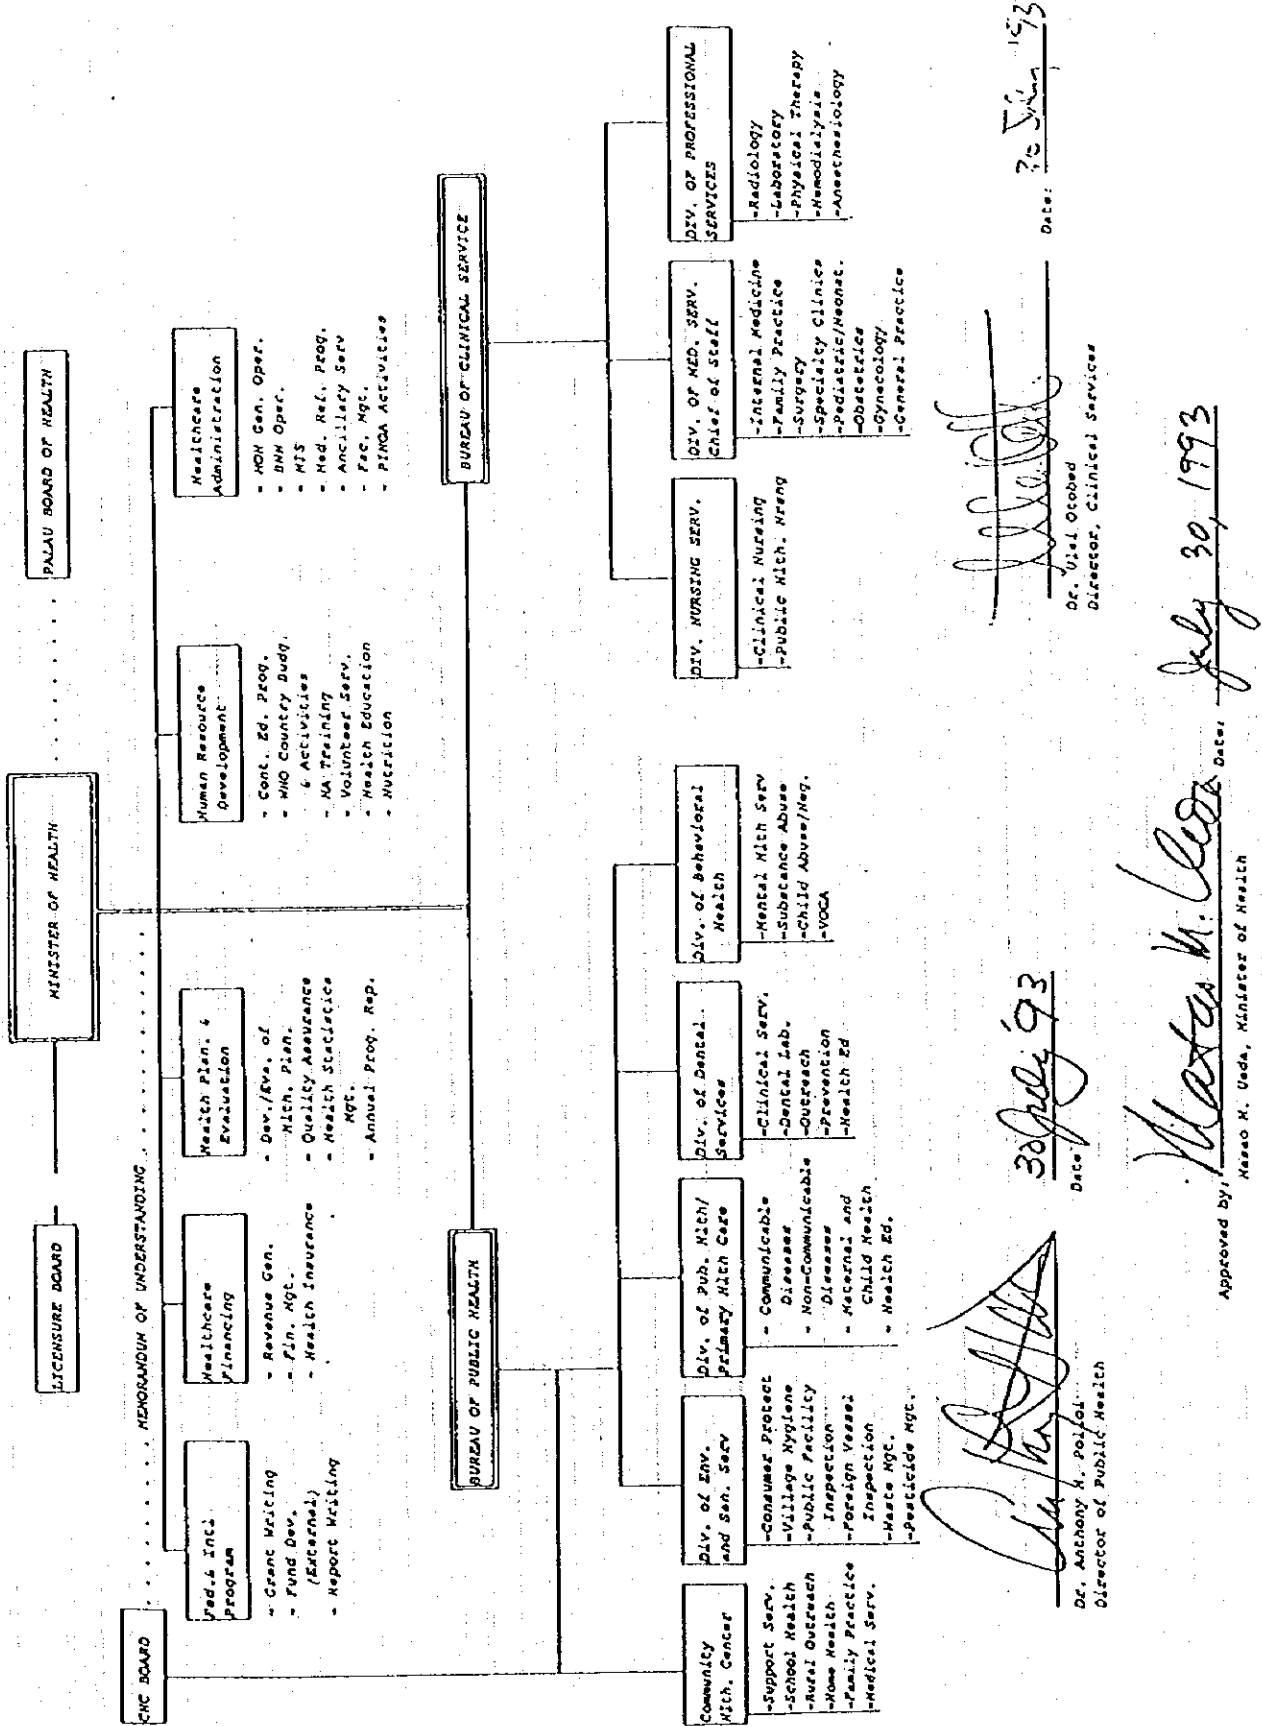 LICENSURE BOARD
MINISTER OF HEALTH
PALAU BOARD OF HEALTH
CHC BOARD
MEMORANDUM OF UNDERSTANDING
Fed.& Intl
Program
- Grant Writing
- Fund Dev.
(External)
- Report Writing
Healthcare
Financing
- Revenue Gen.
- Fin. Mgt.
- Health Insurance
Health Plan. &
Evaluation
- Dev./Eva. of
Hlth. Plan.
- Quality Assurance
- Health Statistics
Mgt.
- Annual Prog. Rep.
Human Resource
Development
- Cont. Ed. Prog.
- WHO Country Budg.
& Activities
- MA Training
- Volunteer Serv.
- Health Education
- Nutrition
Healthcare
Administration
- MOH Gen. Oper.
- BNH Oper.
- MIS
- Med. Ref. Prog.
- Ancillary Serv
- Fac. Mgt.
- PIHOA Activities
BUREAU OF PUBLIC HEALTH
BUREAU OF CLINICAL SERVICE
Community
Hlth. Center
-Support Serv.
-School Health
-Rural Outreach
-Home Health
-Family Practice
-Medical Serv.
Div. of Env.
and San. Serv
-Consumer Protect
-Village Hygiene
-Public Facility
Inspection
-Foreign Vessel
Inspection
-Waste Mgt.
-Pesticide Mgt.
Div. of Pub. Hlth/
Primary Hlth Care
- Communicable
Diseases
- Non-Communicable
Diseases
- Maternal and
Child Health
- Health Ed.
Div. of Dental
Services
-Clinical Serv.
-Dental Lab.
-Outreach
-Prevention
-Health Ed
Div. of Behavioral
Health
-Mental Hlth Serv
-Substance Abuse
-Child Abuse/Neg.
-VOCA
DIV. NURSING SERV.
-Clinical Nursing
-Public Hlth. Nrsng
DIV. OF MED. SERV.
Chief of Staff
-Internal Medicine
-Family Practice
-Surgery
-Specialty Clinics
-Pediatric/Neonat.
-Obstetrics
-Gynecology
-General Practice
DIV. OF PROFESSIONAL
SERVICES
-Radiology
-Laboratory
-Physical Therapy
-Hemodialysis
-Anesthesiology
Dr. Anthony H. Polloi
Director of Public Health
Date 30 July '93
Dr. Ulai Otobed
Director, Clinical Services
Date: '93
Approved by: Masao M. Ueda Date: July 30, 1993
Masao M. Ueda, Minister of Health